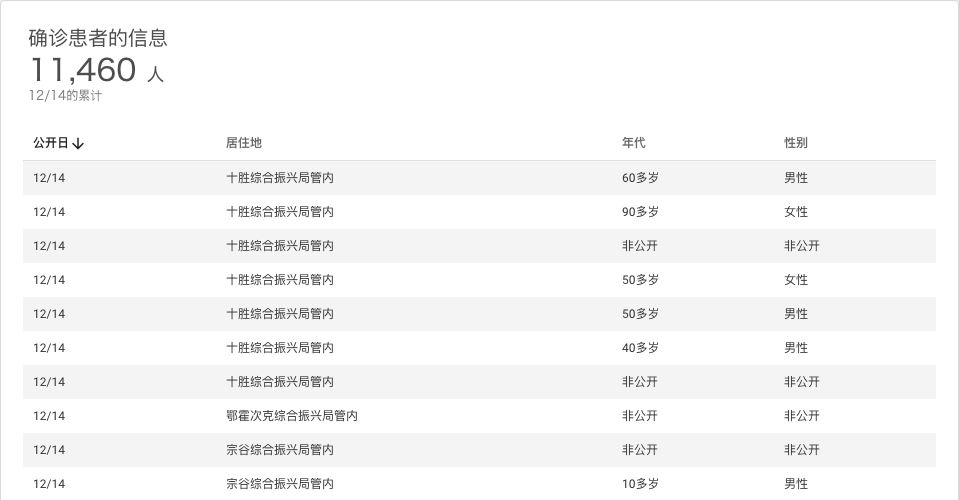 确诊患者的信息
11,460 人
12/14的累计
公开日↓ 居住地 年代 性别
12/14 十胜综合振兴局管内 60多岁 男性
12/14 十胜综合振兴局管内 90多岁 女性
12/14 十胜综合振兴局管内 非公开 非公开
12/14 十胜综合振兴局管内 50多岁 女性
12/14 十胜综合振兴局管内 50多岁 男性
12/14 十胜综合振兴局管内 40多岁 男性
12/14 十胜综合振兴局管内 非公开 非公开
12/14 鄂霍次克综合振兴局管内 非公开 非公开
12/14 宗谷综合振兴局管内 非公开 非公开
12/14 宗谷综合振兴局管内 10多岁 男性